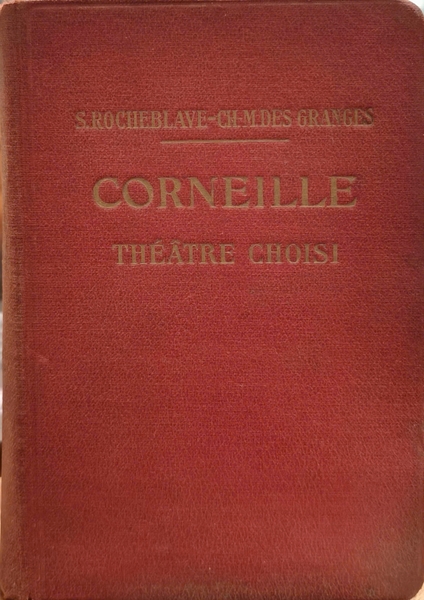 S. ROCHEBLAVE-CH-M. DES GRANGES
CORNEILLE
THÉÂTRE CHOISI